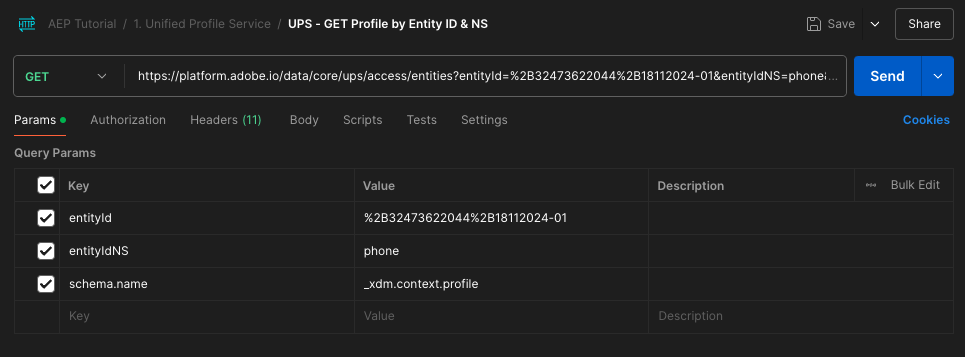 HTTP AEP Tutorial / 1. Unified Profile Service / UPS - GET Profile by Entity ID & NS Save Share
GET https://platform.adobe.io/data/core/ups/access/entities?entityId=%2B32473622044%2B18112024-01&entityIdNS=phone&... Send
Params Authorization Headers (11) Body Scripts Tests Settings Cookies
Query Params
Key Value Description Bulk Edit
entityId %2B32473622044%2B18112024-01
entityIdNS phone
schema.name _xdm.context.profile
Key Value Description